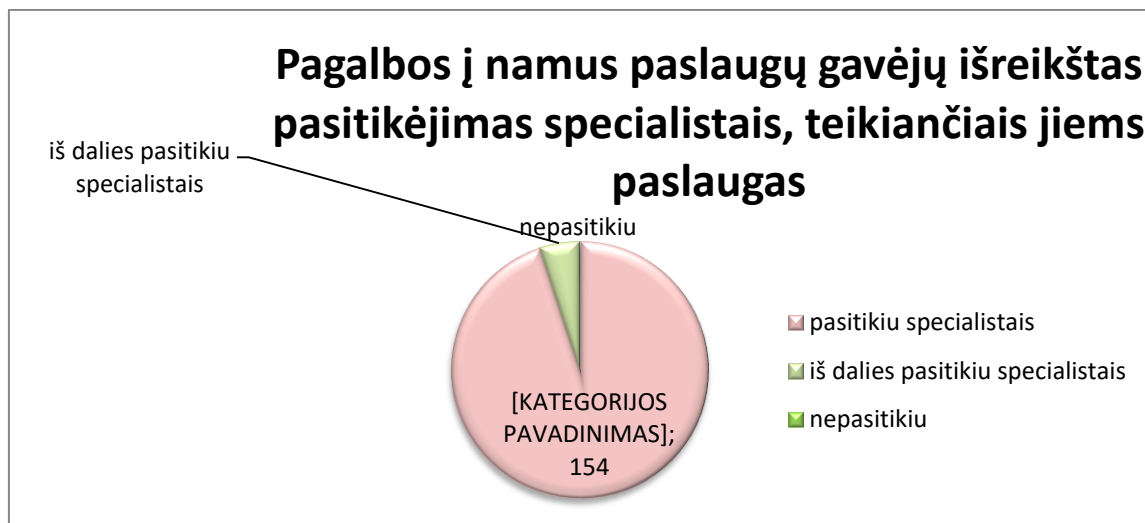 Pagalbos į namus paslaugų gavėjų išreikštas
pasitikėjimas specialistais, teikiančiais jiems
paslaugas
iš dalies pasitikiu
specialistais
nepasitikiu
[KATEGORIJOS
PAVADINIMAS];
154
pasitikiu specialistais
iš dalies pasitikiu specialistais
nepasitikiu